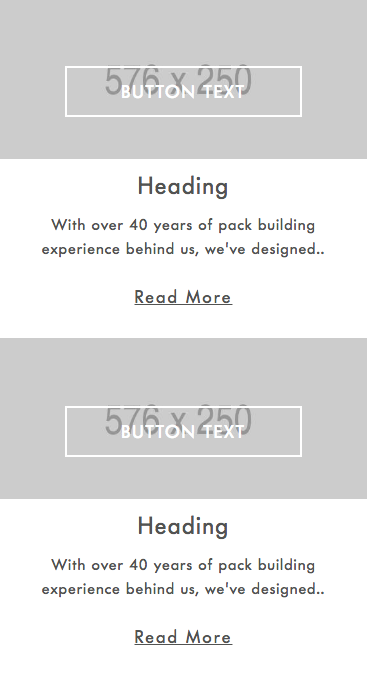 576 x 250
BUTTON TEXT
Heading
With over 40 years of pack building
experience behind us, we've designed..
Read More
576 x 250
BUTTON TEXT
Heading
With over 40 years of pack building
experience behind us, we've designed..
Read More